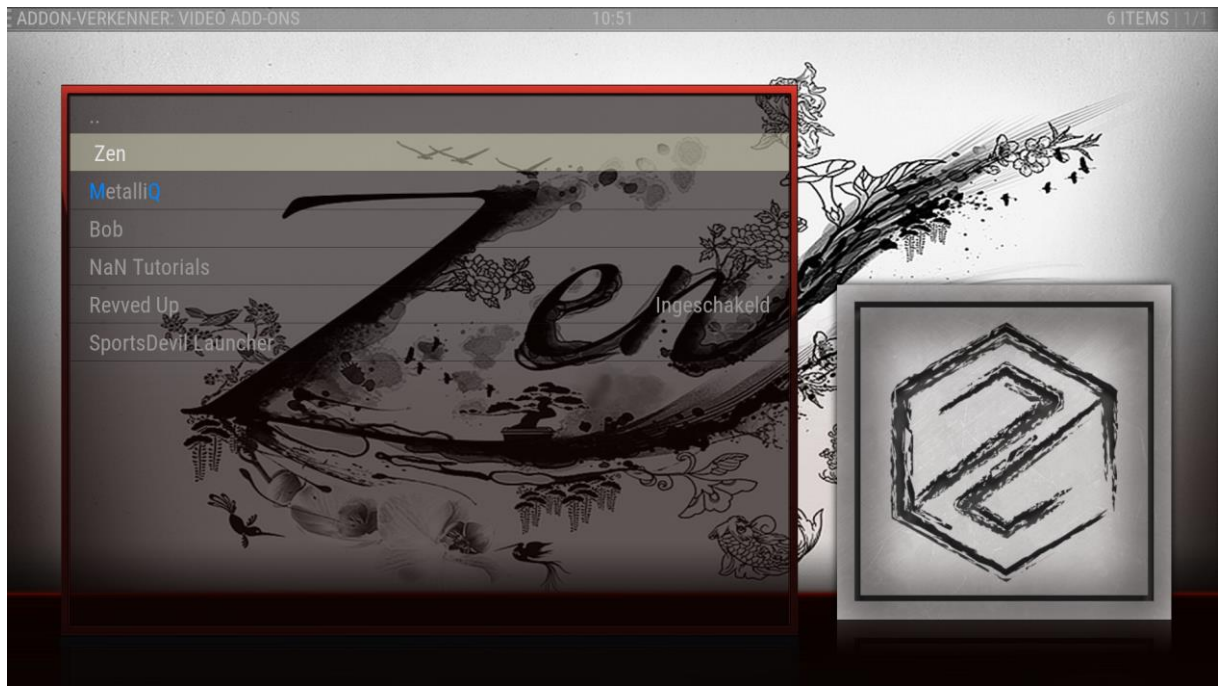 ADDON-VERKENNER: VIDEO ADD-ONS 10:51 6 ITEMS | 1/1
..
Zen
MetalliQ
Bob
NaN Tutorials
Revved Up Ingeschakeld
SportsDevil Launcher
Zen